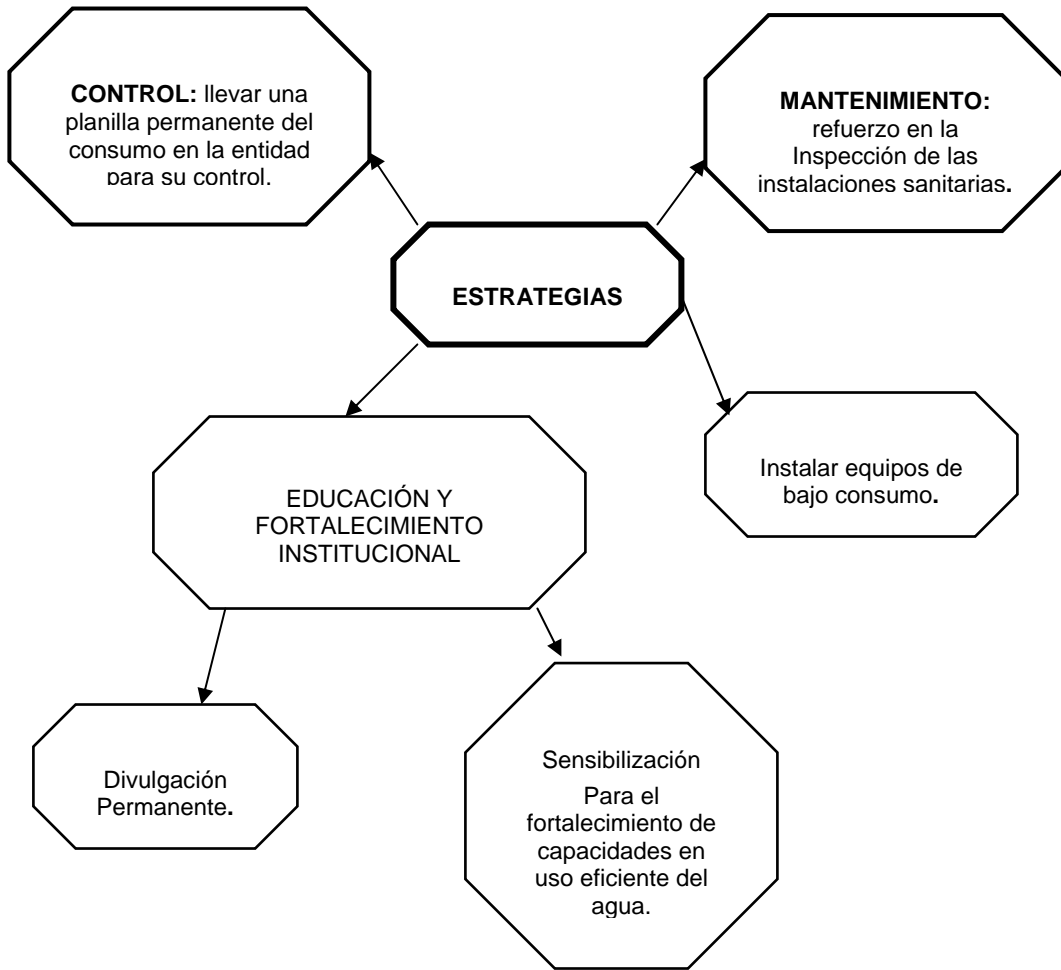 CONTROL: llevar una
planilla permanente del
consumo en la entidad
para su control.
MANTENIMIENTO:
refuerzo en la
Inspección de las
instalaciones sanitarias.
ESTRATEGIAS
Instalar equipos de
bajo consumo.
EDUCACIÓN Y
FORTALECIMIENTO
INSTITUCIONAL
Divulgación
Permanente.
Sensibilización
Para el
fortalecimiento de
capacidades en
uso eficiente del
agua.